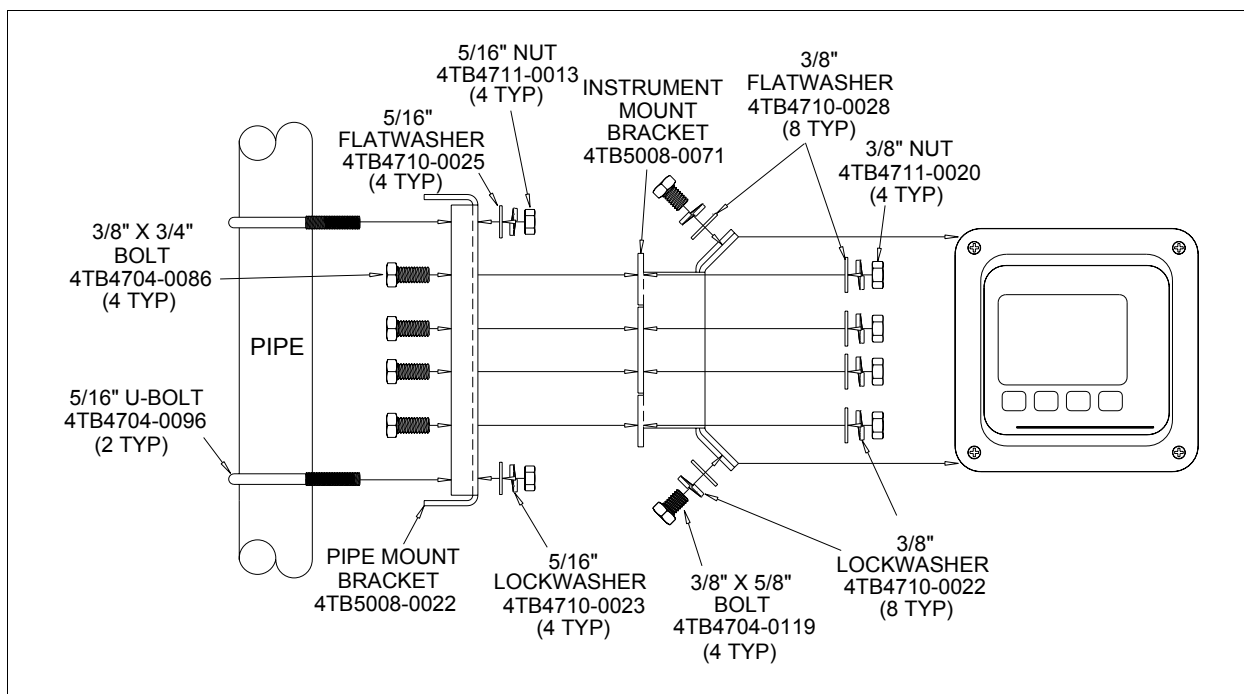 5/16" NUT
4TB4711-0013
(4 TYP)
5/16"
FLATWASHER
4TB4710-0025
(4 TYP)
INSTRUMENT
MOUNT
BRACKET
4TB5008-0071
3/8"
FLATWASHER
4TB4710-0028
(8 TYP)
3/8" NUT
4TB4711-0020
(4 TYP)
3/8" X 3/4"
BOLT
4TB4704-0086
(4 TYP)
PIPE
5/16" U-BOLT
4TB4704-0096
(2 TYP)
PIPE MOUNT
BRACKET
4TB5008-0022
5/16"
LOCKWASHER
4TB4710-0023
(4 TYP)
3/8" X 5/8"
BOLT
4TB4704-0119
(4 TYP)
3/8"
LOCKWASHER
4TB4710-0022
(8 TYP)